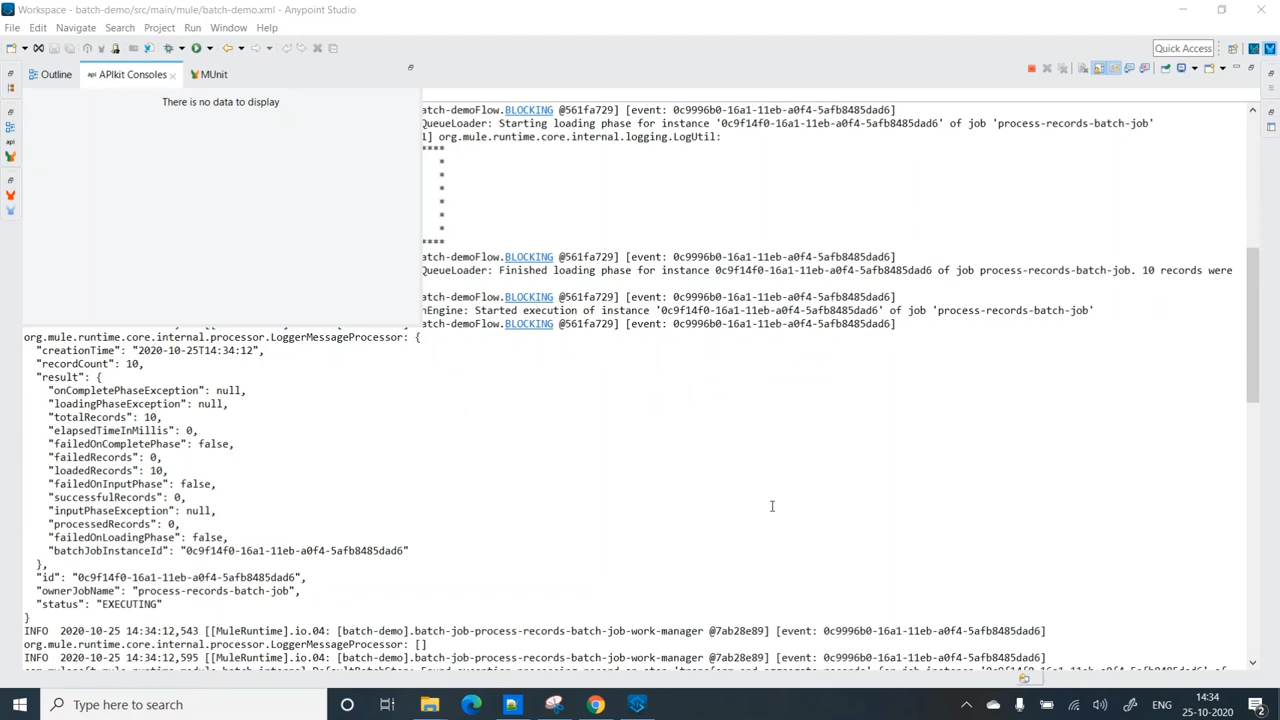 Workspace - batch-demo/src/main/mule/batch-demo.xml - Anypoint Studio
File Edit Navigate Search Project Run Window Help
Quick Access
Outline APIkit Consoles MUnit
There is no data to display
atch-demoFlow.BLOCKING @561fa729] [event: 0c9996b0-16a1-11eb-a0f4-5afb8485dad6]
QueueLoader: Starting loading phase for instance '0c9f14f0-16a1-11eb-a0f4-5afb8485dad6' of job 'process-records-batch-job'
1] org.mule.runtime.core.internal.logging.LogUtil:
****
*
*
*
*
*
*
****
atch-demoFlow.BLOCKING @561fa729] [event: 0c9996b0-16a1-11eb-a0f4-5afb8485dad6]
QueueLoader: Finished loading phase for instance 0c9f14f0-16a1-11eb-a0f4-5afb8485dad6 of job process-records-batch-job. 10 records were
atch-demoFlow.BLOCKING @561fa729] [event: 0c9996b0-16a1-11eb-a0f4-5afb8485dad6]
nEngine: Started execution of instance '0c9f14f0-16a1-11eb-a0f4-5afb8485dad6' of job 'process-records-batch-job'
atch-demoFlow.BLOCKING @561fa729] [event: 0c9996b0-16a1-11eb-a0f4-5afb8485dad6]
org.mule.runtime.core.internal.processor.LoggerMessageProcessor: {
"creationTime": "2020-10-25T14:34:12",
"recordCount": 10,
"result": {
"onCompletePhaseException": null,
"loadingPhaseException": null,
"totalRecords": 10,
"elapsedTimeInMillis": 0,
"failedOnCompletePhase": false,
"failedRecords": 0,
"loadedRecords": 10,
"failedOnInputPhase": false,
"successfulRecords": 0,
"inputPhaseException": null,
"processedRecords": 0,
"failedOnLoadingPhase": false,
"batchJobInstanceId": "0c9f14f0-16a1-11eb-a0f4-5afb8485dad6"
},
"id": "0c9f14f0-16a1-11eb-a0f4-5afb8485dad6",
"ownerJobName": "process-records-batch-job",
"status": "EXECUTING"
}
INFO 2020-10-25 14:34:12,543 [[MuleRuntime].io.04: [batch-demo].batch-job-process-records-batch-job-work-manager @7ab28e89] [event: 0c9996b0-16a1-11eb-a0f4-5afb8485dad6]
org.mule.runtime.core.internal.processor.LoggerMessageProcessor: []
INFO 2020-10-25 14:34:12,595 [[MuleRuntime].io.04: [batch-demo].batch-job-process-records-batch-job-work-manager @7ab28e89] [event: 0c9996b0-16a1-11eb-a0f4-5afb8485dad6]
Type here to search
ENG
14:34
25-10-2020
2